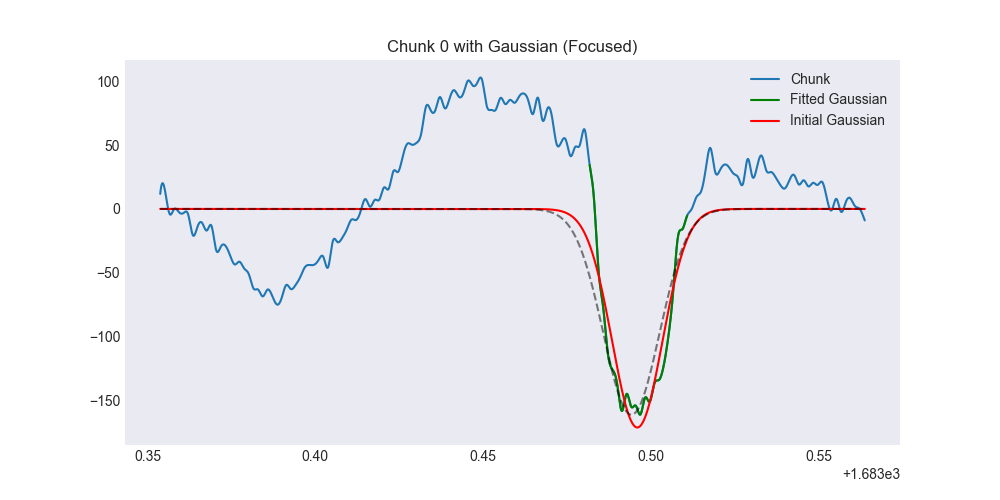 Chunk 0 with Gaussian (Focused)
Chunk
Fitted Gaussian
Initial Gaussian
100
50
0
−50
−100
−150
0.35 0.40 0.45 0.50 0.55
+1.683e3